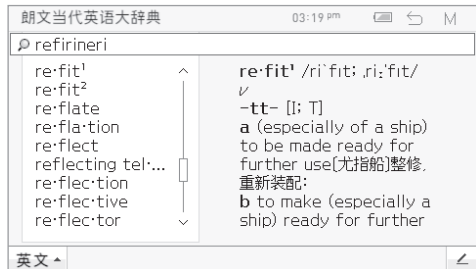 朗文当代英语大辞典 03:19 pm M
refirineri
re·fit¹
re·fit²
re·flate
re·fla·tion
re·flect
reflecting tel·...
re·flec·tion
re·flec·tive
re·flec·tor
re·fit¹ /riˋfɪt; ˌriːˈfɪt/
v
-tt- [I; T]
a (especially of a ship)
to be made ready for
further use〔尤指船〕整修,
重新装配:
b to make (especially a
ship) ready for further
英文